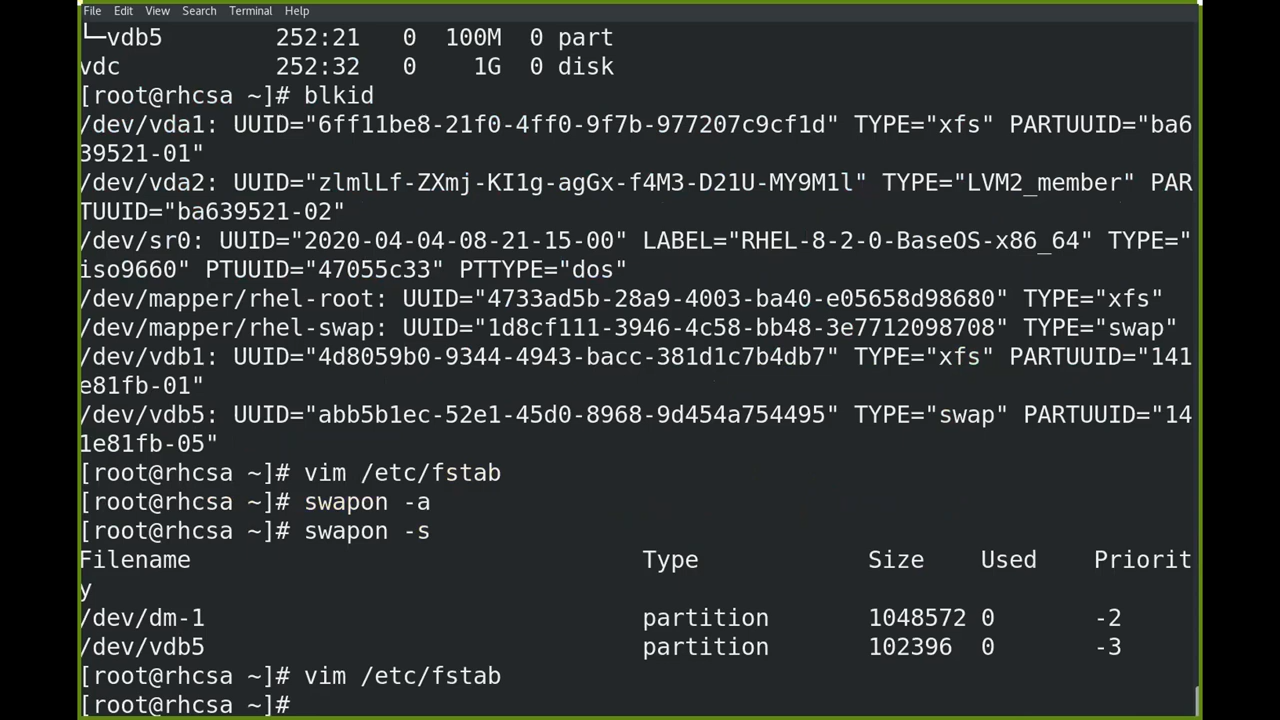 File Edit View Search Terminal Help
└─vdb5 252:21 0 100M 0 part
vdc 252:32 0 1G 0 disk
[root@rhcsa ~]# blkid
/dev/vda1: UUID="6ff11be8-21f0-4ff0-9f7b-977207c9cf1d" TYPE="xfs" PARTUUID="ba6
39521-01"
/dev/vda2: UUID="zlmlLf-ZXmj-KI1g-agGx-f4M3-D21U-MY9M1l" TYPE="LVM2_member" PAR
TUUID="ba639521-02"
/dev/sr0: UUID="2020-04-04-08-21-15-00" LABEL="RHEL-8-2-0-BaseOS-x86_64" TYPE="
iso9660" PTUUID="47055c33" PTTYPE="dos"
/dev/mapper/rhel-root: UUID="4733ad5b-28a9-4003-ba40-e05658d98680" TYPE="xfs"
/dev/mapper/rhel-swap: UUID="1d8cf111-3946-4c58-bb48-3e7712098708" TYPE="swap"
/dev/vdb1: UUID="4d8059b0-9344-4943-bacc-381d1c7b4db7" TYPE="xfs" PARTUUID="141
e81fb-01"
/dev/vdb5: UUID="abb5b1ec-52e1-45d0-8968-9d454a754495" TYPE="swap" PARTUUID="14
1e81fb-05"
[root@rhcsa ~]# vim /etc/fstab
[root@rhcsa ~]# swapon -a
[root@rhcsa ~]# swapon -s
Filename Type Size Used Priorit
y
/dev/dm-1 partition 1048572 0 -2
/dev/vdb5 partition 102396 0 -3
[root@rhcsa ~]# vim /etc/fstab
[root@rhcsa ~]#